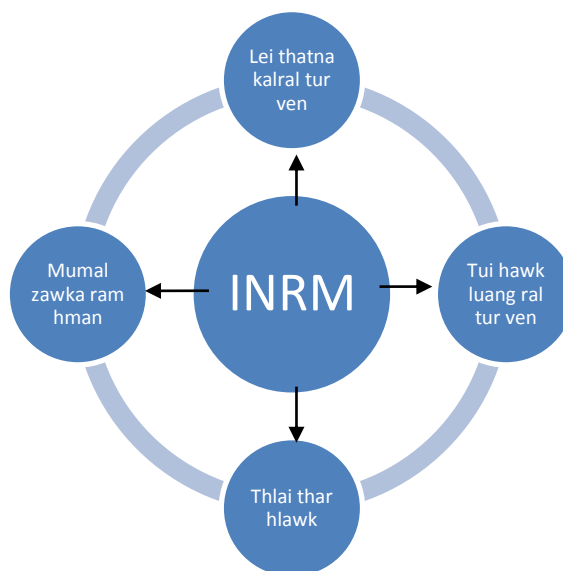 Lei thatna
kalral tur
ven
Mumal
zawka ram
hman
INRM
Tui hawk
luang ral
tur ven
Thlai thar
hlawk